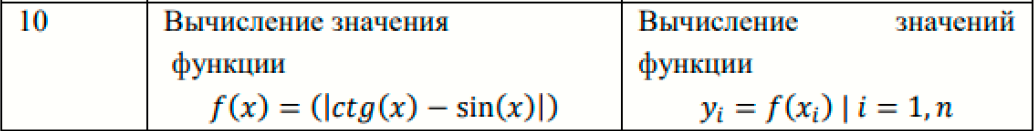 10
Вычисление значения
функции
f(x) = (|ctg(x) − sin(x)|)
Вычисление значений
функции
yᵢ = f(xᵢ) | i = 1, n